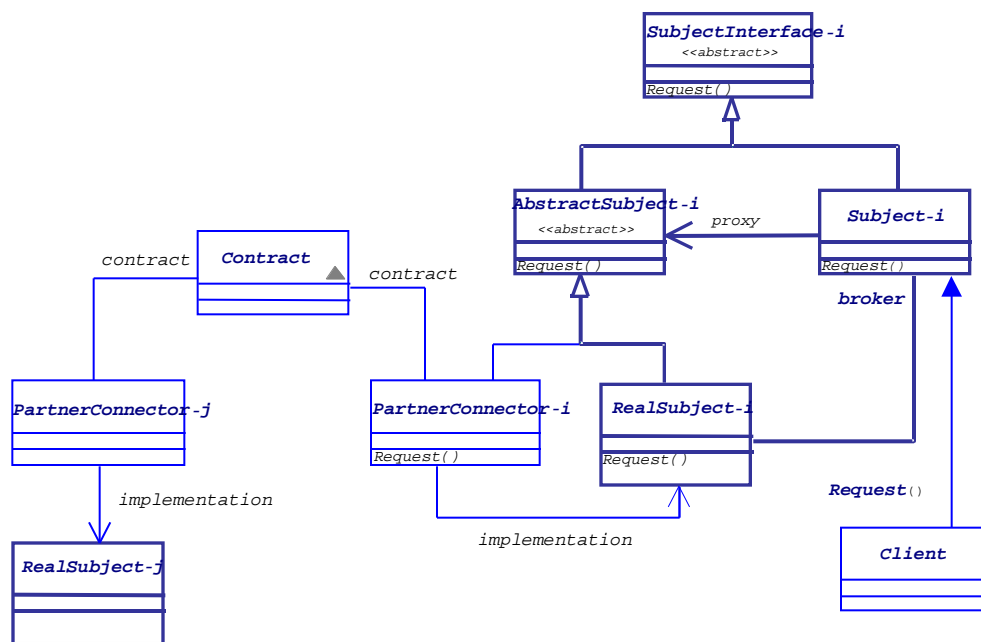 SubjectInterface-i
<<abstract>>
Request()
AbstractSubject-i
<<abstract>>
Request()
proxy
Subject-i
Request()
contract
Contract
contract
broker
PartnerConnector-j
PartnerConnector-i
Request()
RealSubject-i
Request()
implementation
Request()
implementation
RealSubject-j
Client